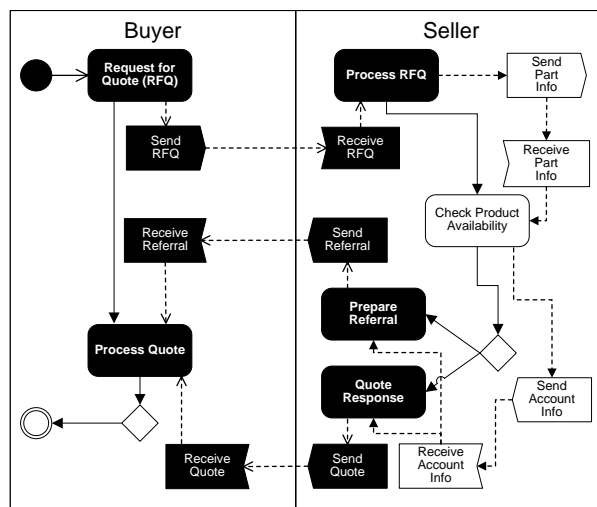 Buyer
Seller
Request for
Quote (RFQ)
Process RFQ
Send
Part
Info
Send
RFQ
Receive
RFQ
Receive
Part Info
Check Product
Availability
Receive
Referral
Send
Referral
Prepare
Referral
Process Quote
Quote
Response
Send
Account
Info
Receive
Quote
Send
Quote
Receive
Account
Info